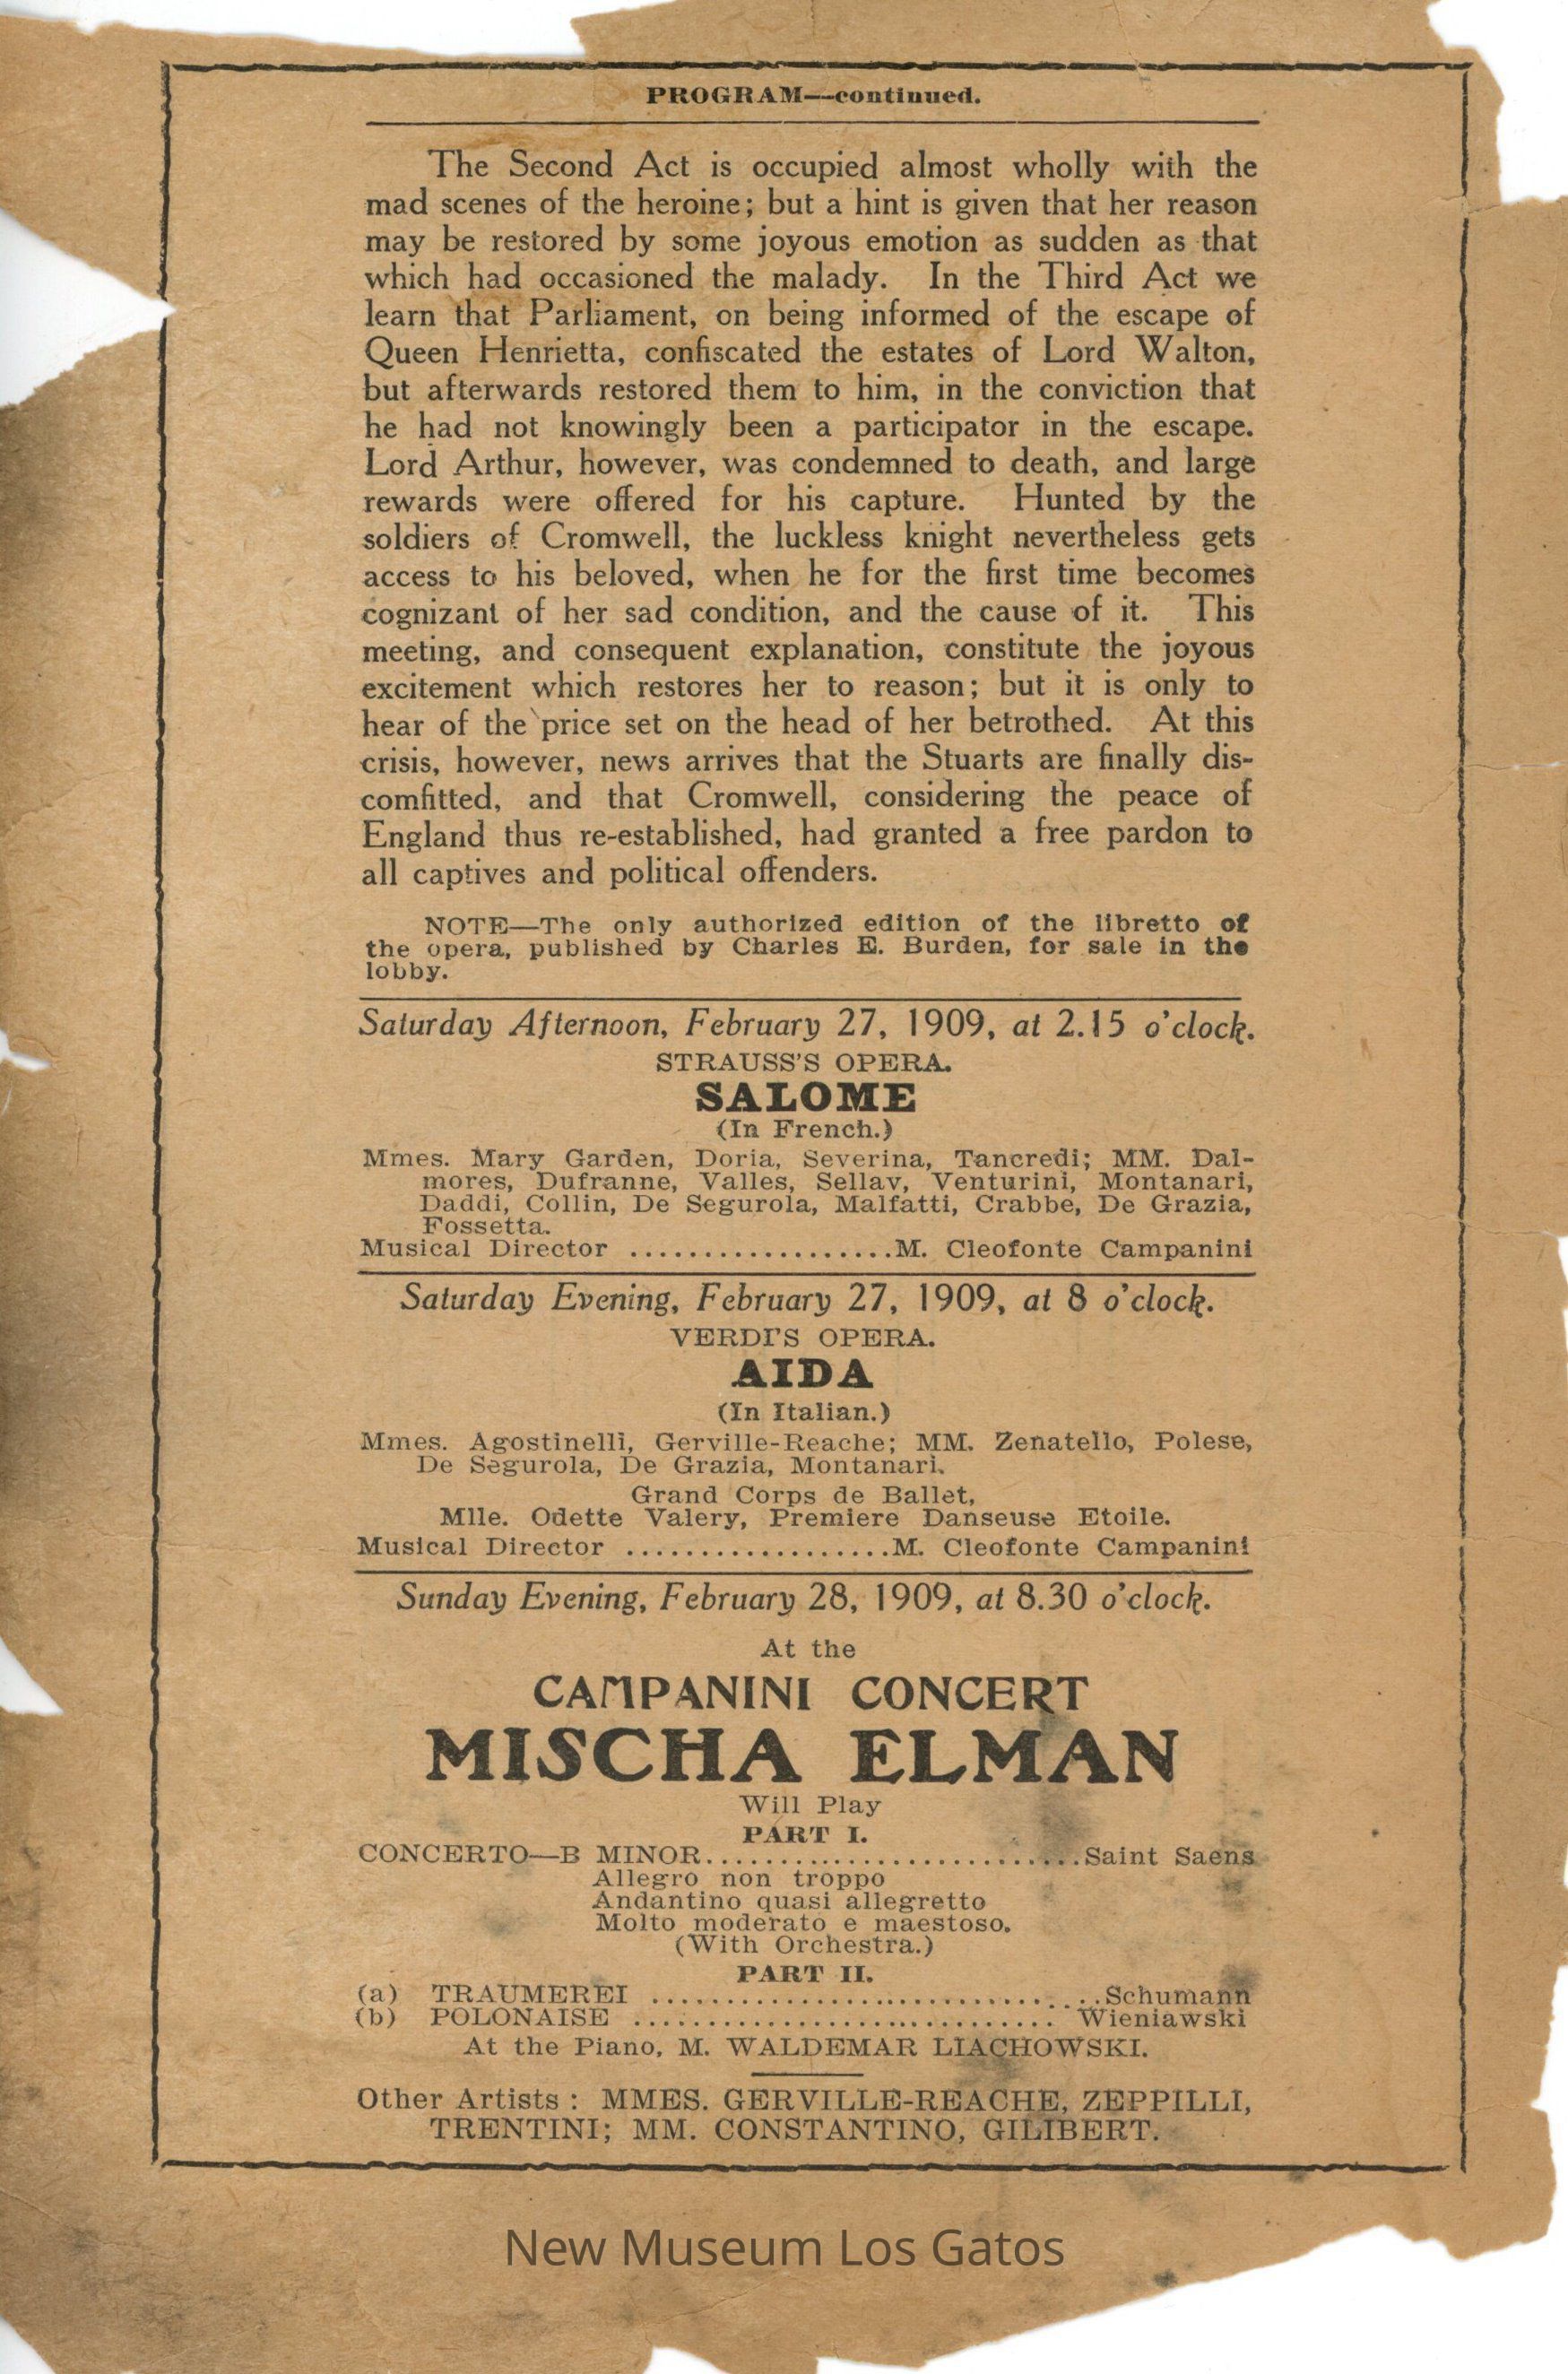 PROGRAM—continued.
The Second Act is occupied almost wholly with the
mad scenes of the heroine; but a hint is given that her reason
may be restored by some joyous emotion as sudden as that
which had occasioned the malady. In the Third Act we
learn that Parliament, on being informed of the escape of
Queen Henrietta, confiscated the estates of Lord Walton,
but afterwards restored them to him, in the conviction that
he had not knowingly been a participator in the escape.
Lord Arthur, however, was condemned to death, and large
rewards were offered for his capture. Hunted by the
soldiers of Cromwell, the luckless knight nevertheless gets
access to his beloved, when he for the first time becomes
cognizant of her sad condition, and the cause of it. This
meeting, and consequent explanation, constitute the joyous
excitement which restores her to reason; but it is only to
hear of the price set on the head of her betrothed. At this
crisis, however, news arrives that the Stuarts are finally dis-
comfitted, and that Cromwell, considering the peace of
England thus re-established, had granted a free pardon to
all captives and political offenders.
NOTE—The only authorized edition of the libretto of
the opera, published by Charles E. Burden, for sale in the
lobby.
Saturday Afternoon, February 27, 1909, at 2.15 o'clock.
STRAUSS'S OPERA.
SALOME
(In French.)
Mmes. Mary Garden, Doria, Severina, Tancredi; MM. Dal-
mores, Dufranne, Valles, Sellav, Venturini, Montanari,
Daddi, Collin, De Segurola, Malfatti, Crabbe, De Grazia,
Fossetta.
Musical Director ..................M. Cleofonte Campanini
Saturday Evening, February 27, 1909, at 8 o'clock.
VERDI'S OPERA.
AIDA
(In Italian.)
Mmes. Agostinelli, Gerville-Reache; MM. Zenatello, Polese,
De Segurola, De Grazia, Montanari.
Grand Corps de Ballet,
Mlle. Odette Valery, Premiere Danseuse Etoile.
Musical Director ..................M. Cleofonte Campanini
Sunday Evening, February 28, 1909, at 8.30 o'clock.
At the
CAMPANINI CONCERT
MISCHA ELMAN
Will Play
PART I.
CONCERTO—B MINOR..........................Saint Saens
Allegro non troppo
Andantino quasi allegretto
Molto moderato e maestoso.
(With Orchestra.)
PART II.
(a) TRAUMEREI ...............................Schumann
(b) POLONAISE ............................. Wieniawski
At the Piano, M. WALDEMAR LIACHOWSKI.
Other Artists : MMES. GERVILLE-REACHE, ZEPPILLI,
TRENTINI; MM. CONSTANTINO, GILIBERT.
New Museum Los Gatos